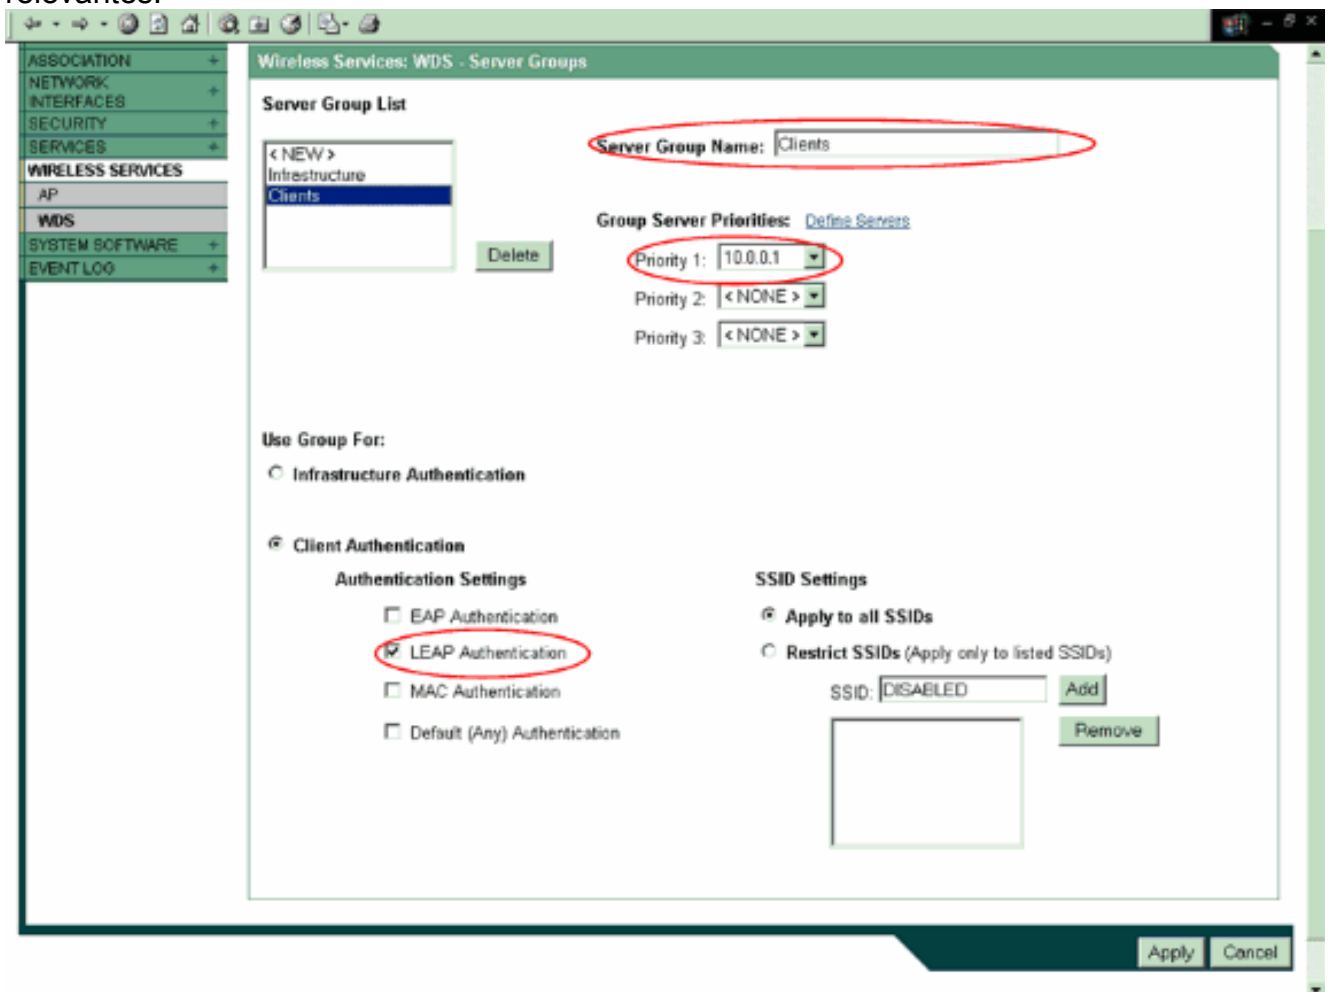 relevantes.
ASSOCIATION +
Wireless Services: WDS - Server Groups
NETWORK
INTERFACES +
SECURITY +
SERVICES +
WIRELESS SERVICES
AP
WDS
SYSTEM SOFTWARE +
EVENT LOG +
Server Group List
< NEW >
Infrastructure
Clients
Delete
Server Group Name: Clients
Group Server Priorities: Define Servers
Priority 1: 10.0.0.1
Priority 2: < NONE >
Priority 3: < NONE >
Use Group For:
Infrastructure Authentication
Client Authentication
Authentication Settings
EAP Authentication
LEAP Authentication
MAC Authentication
Default (Any) Authentication
SSID Settings
Apply to all SSIDs
Restrict SSIDs (Apply only to listed SSIDs)
SSID: DISABLED Add
Remove
Apply Cancel